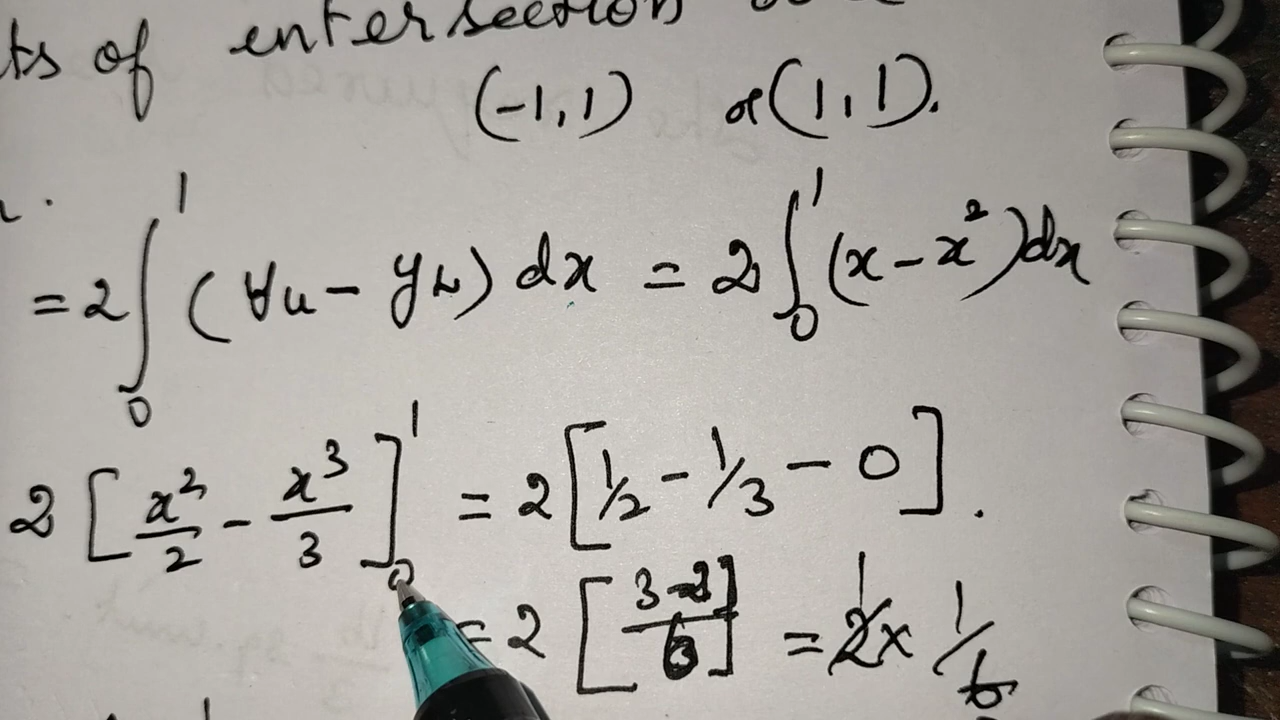 ts of entersection
(-1, 1) & (1, 1).
= 2 ∫₀¹ (yu - yL) dx = 2 ∫₀¹ (x - x²) dx
2 [x²/2 - x³/3]₀¹ = 2 [1/2 - 1/3 - 0].
= 2 [3-2/6] = 2 x 1/6